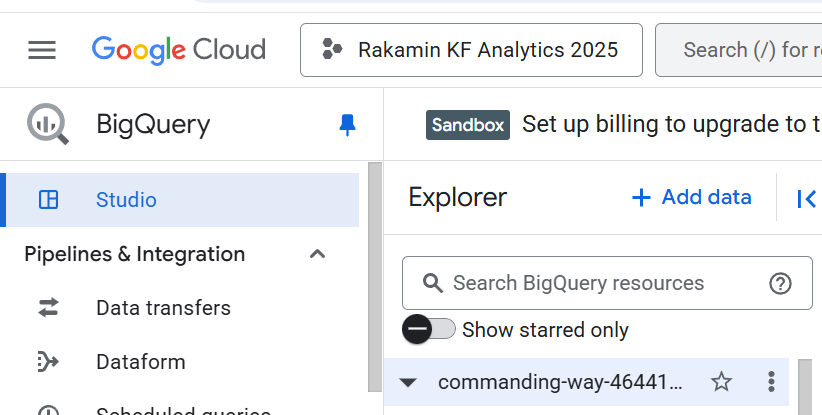 Google Cloud
Rakamin KF Analytics 2025
Search (/) for r
BigQuery
Sandbox Set up billing to upgrade to t
Studio
Explorer
+ Add data
Pipelines & Integration
Search BigQuery resources
Data transfers
Show starred only
Dataform
commanding-way-46441...
Scheduled queries